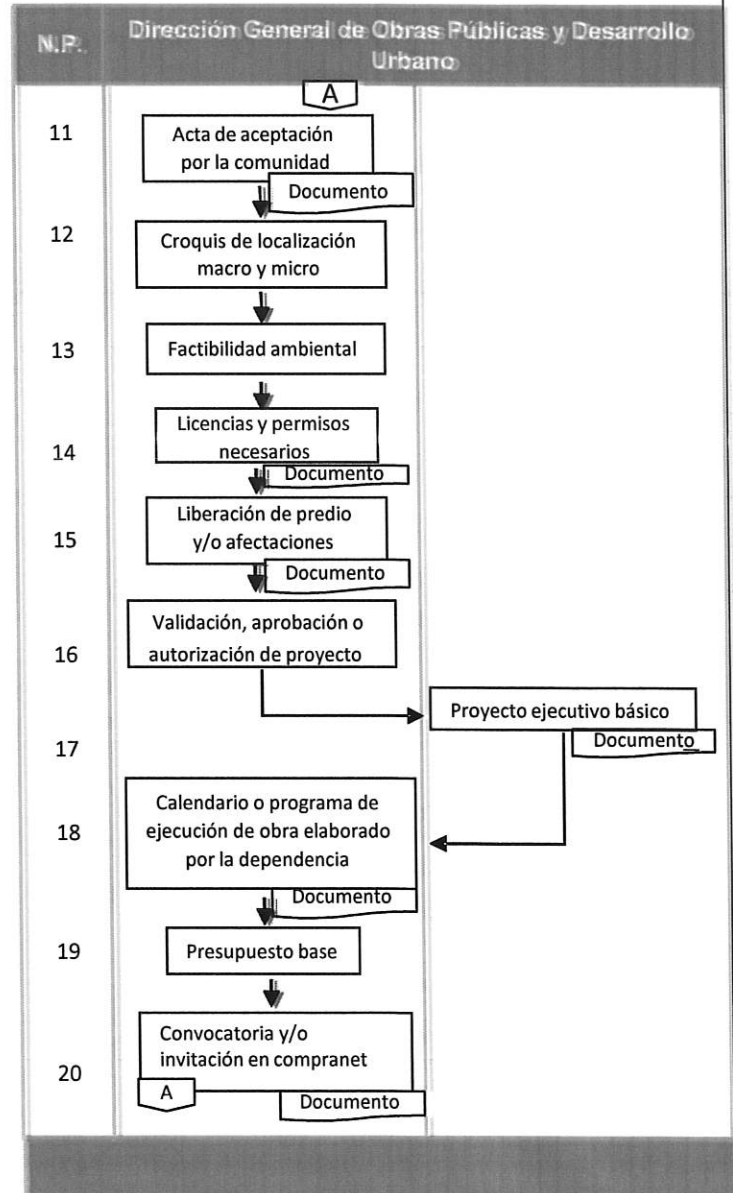 N.P.
Dirección General de Obras Públicas y Desarrollo
Urbano
A
11
Acta de aceptación
por la comunidad
Documento
12
Croquis de localización
macro y micro
13
Factibilidad ambiental
14
Licencias y permisos
necesarios
Documento
15
Liberación de predio
y/o afectaciones
Documento
16
Validación, aprobación o
autorización de proyecto
Proyecto ejecutivo básico
Documento
17
18
Calendario o programa de
ejecución de obra elaborado
por la dependencia
Documento
19
Presupuesto base
20
Convocatoria y/o
invitación en compranet
A
Documento